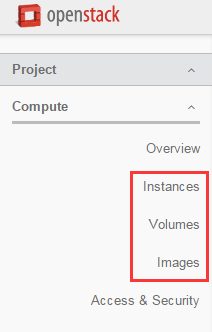 openstack
Project
Compute
Overview
Instances
Volumes
Images
Access & Security